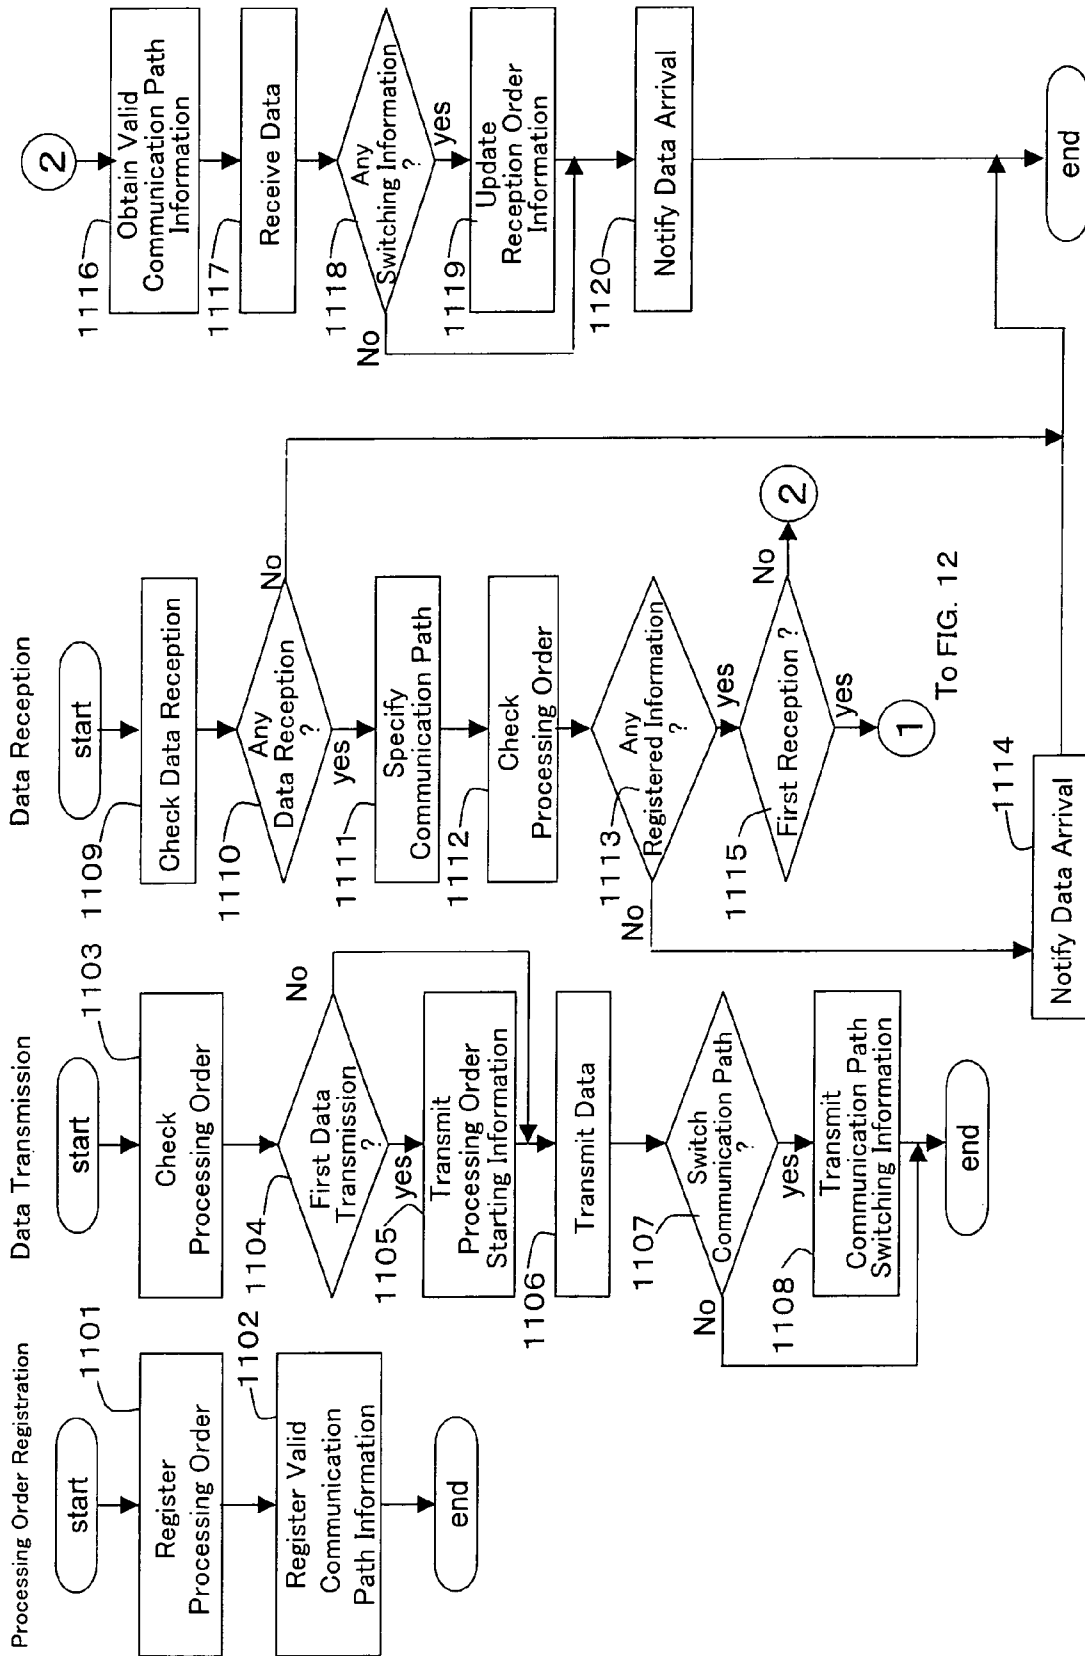 Processing Order Registration
start
1101
Register
Processing Order
1102
Register Valid
Communication
Path Information
end
Data Transmission
start
1103
Check
Processing Order
1104
First Data
Transmission
?
No
yes
1105
Transmit
Processing Order
Starting Information
1106
Transmit Data
1107
Switch
Communication Path
?
No
yes
1108
Transmit
Communication Path
Switching Information
end
Data Reception
start
1109
Check Data Reception
1110
Any
Data Reception
?
No
yes
1111
Specify
Communication Path
1112
Check
Processing Order
1113
Any
Registered Information
?
No
yes
1114
Notify Data Arrival
1115
First Reception ?
No
2
yes
1
To FIG. 12
2
1116
Obtain Valid
Communication Path
Information
1117
Receive Data
1118
Any
Switching Information
?
No
yes
1119
Update
Reception Order
Information
1120
Notify Data Arrival
end